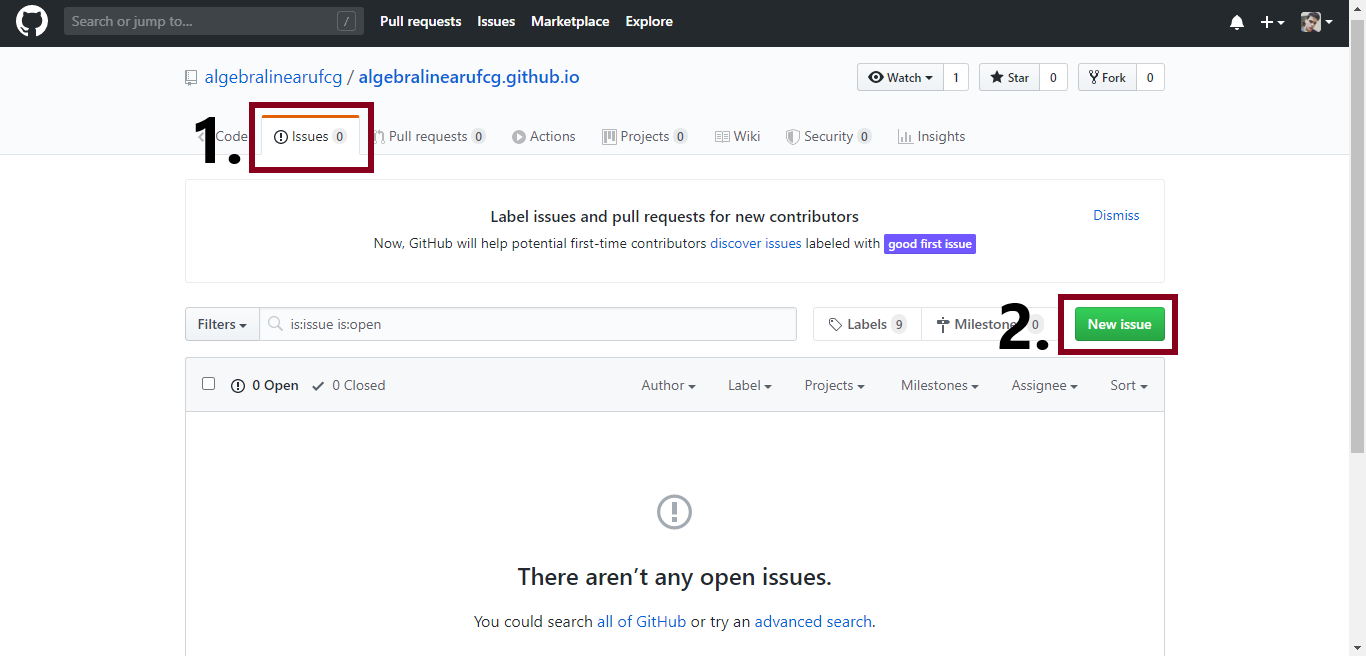 Search or jump to... / Pull requests Issues Marketplace Explore
algebralinearufcg / algebralinearufcg.github.io Watch 1 Star 0 Fork 0
1. Code Issues 0 Pull requests 0 Actions Projects 0 Wiki Security 0 Insights
Label issues and pull requests for new contributors Dismiss
Now, GitHub will help potential first-time contributors discover issues labeled with good first issue
Filters is:issue is:open Labels 9 Milestones 0 2. New issue
0 Open 0 Closed Author Label Projects Milestones Assignee Sort
There aren’t any open issues.
You could search all of GitHub or try an advanced search.